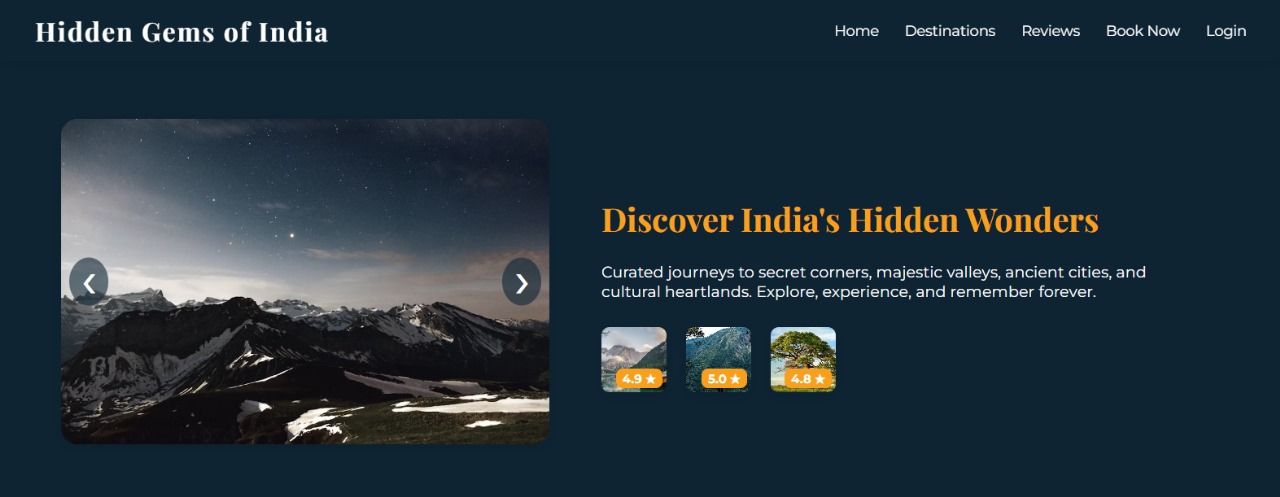 Hidden Gems of India
Home Destinations Reviews Book Now Login
Discover India's Hidden Wonders
Curated journeys to secret corners, majestic valleys, ancient cities, and
cultural heartlands. Explore, experience, and remember forever.
4.9 ★ 5.0 ★ 4.8 ★